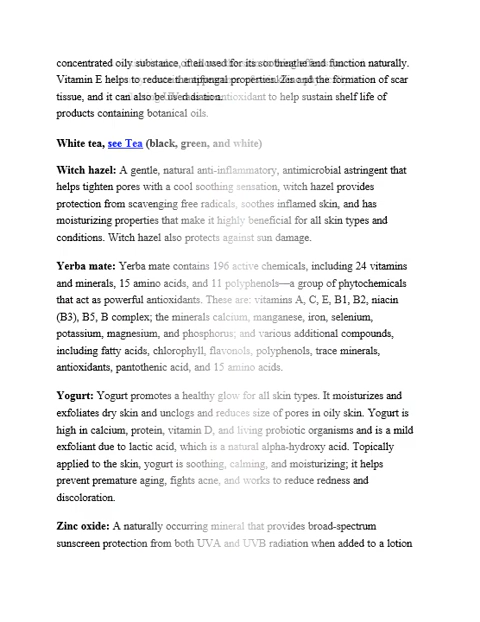 concentrated oily substance, often used for its soothing and function naturally.
Vitamin E helps to reduce the appearance and the formation of scar
tissue, and it can also be used as an antioxidant to help sustain shelf life of
products containing botanical oils.
White tea, see Tea (black, green, and white)
Witch hazel: A gentle, natural anti-inflammatory, antimicrobial astringent that
helps tighten pores with a cool soothing sensation, witch hazel provides
protection from scavenging free radicals, soothes inflamed skin, and has
moisturizing properties that make it highly beneficial for all skin types and
conditions. Witch hazel also protects against sun damage.
Yerba mate: Yerba mate contains 196 active chemicals, including 24 vitamins
and minerals, 15 amino acids, and 11 polyphenols—a group of phytochemicals
that act as powerful antioxidants. These are: vitamins A, C, E, B1, B2, niacin
(B3), B5, B complex; the minerals calcium, manganese, iron, selenium,
potassium, magnesium, and phosphorus; and various additional compounds,
including fatty acids, chlorophyll, flavonols, polyphenols, trace minerals,
antioxidants, pantothenic acid, and 15 amino acids.
Yogurt: Yogurt promotes a healthy glow for all skin types. It moisturizes and
exfoliates dry skin and unclogs and reduces size of pores in oily skin. Yogurt is
high in calcium, protein, vitamin D, and living probiotic organisms and is a mild
exfoliant due to lactic acid, which is a natural alpha-hydroxy acid. Topically
applied to the skin, yogurt is soothing, calming, and moisturizing; it helps
prevent premature aging, fights acne, and works to reduce redness and
discoloration.
Zinc oxide: A naturally occurring mineral that provides broad-spectrum
sunscreen protection from both UVA and UVB radiation when added to a lotion